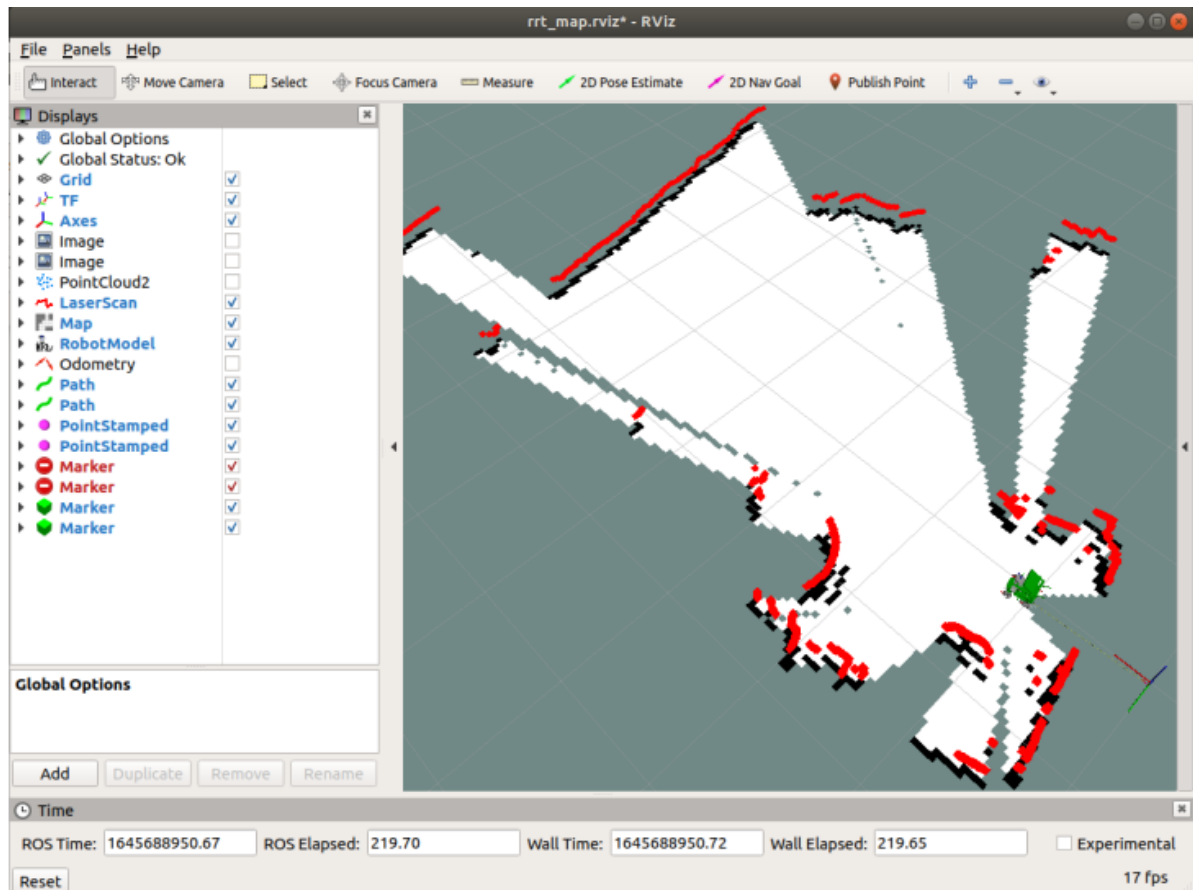 rrt_map.rviz* - RViz
File Panels Help
Interact Move Camera Select Focus Camera Measure 2D Pose Estimate 2D Nav Goal Publish Point
Displays
Global Options
Global Status: Ok
Grid
TF
Axes
Image
Image
PointCloud2
LaserScan
Map
RobotModel
Odometry
Path
Path
PointStamped
PointStamped
Marker
Marker
Marker
Marker
Global Options
Add Duplicate Remove Rename
Time
ROS Time: 1645688950.67 ROS Elapsed: 219.70 Wall Time: 1645688950.72 Wall Elapsed: 219.65 Experimental
Reset 17 fps